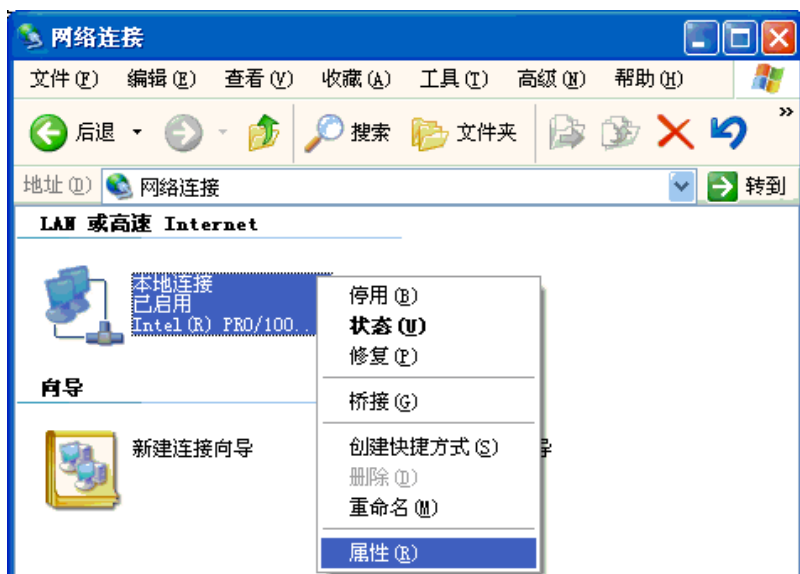 网络连接
文件(F) 编辑(E) 查看(V) 收藏(A) 工具(T) 高级(N) 帮助(H)
后退 搜索 文件夹 »
地址(D) 网络连接 转到
LAN 或高速 Internet
本地连接
已启用
Intel(R) PRO/100...
停用(B)
状态(U)
修复(P)
向导
桥接(G)
新建连接向导
创建快捷方式(S)
删除(D)
重命名(M)
属性(R)